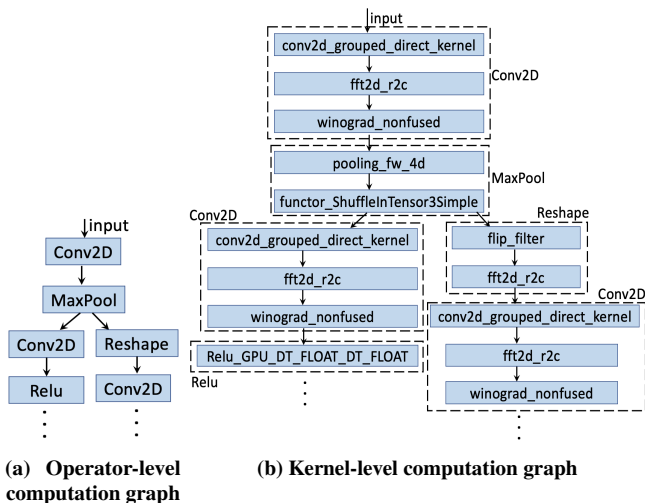 input
conv2d_grouped_direct_kernel
fft2d_r2c
Conv2D
winograd_nonfused
pooling_fw_4d
MaxPool
functor_ShuffleInTensor3Simple
Conv2D
Reshape
conv2d_grouped_direct_kernel
flip_filter
fft2d_r2c
fft2d_r2c
Conv2D
winograd_nonfused
conv2d_grouped_direct_kernel
Relu_GPU_DT_FLOAT_DT_FLOAT
fft2d_r2c
Relu
winograd_nonfused
input
Conv2D
MaxPool
Conv2D
Reshape
Relu
Conv2D
(a) Operator-level
computation graph
(b) Kernel-level computation graph